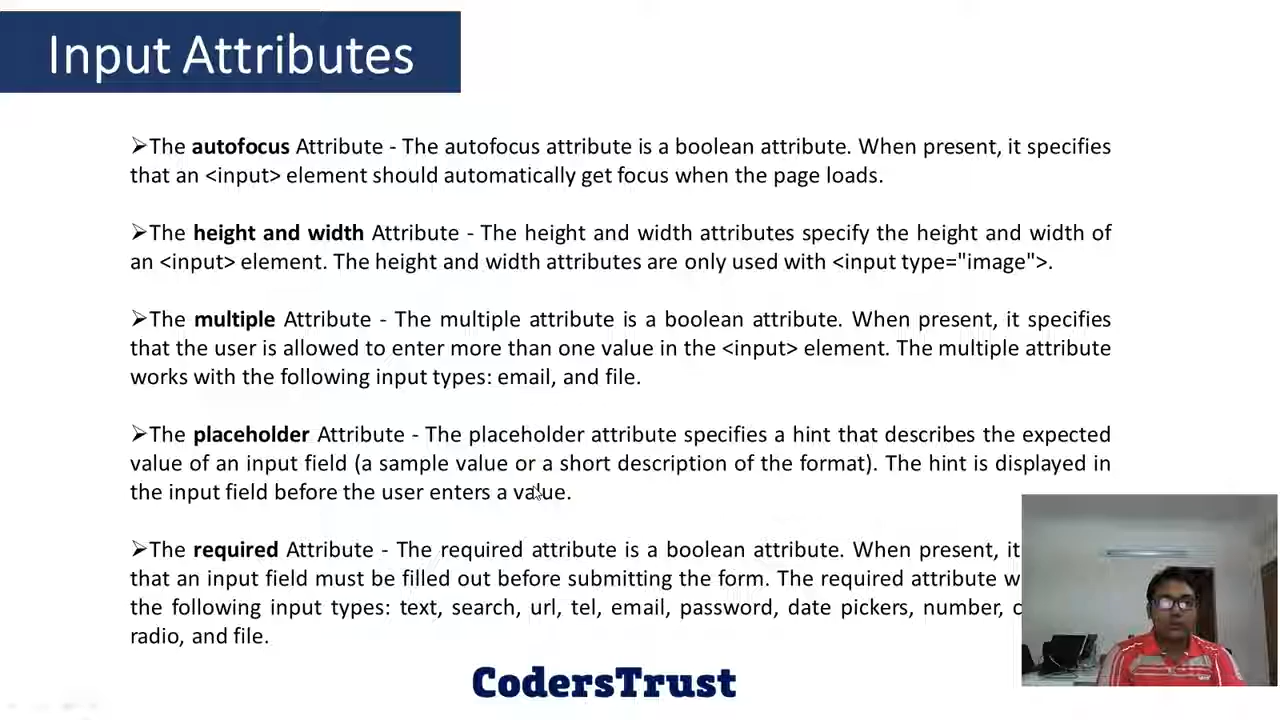 Input Attributes
➢The autofocus Attribute - The autofocus attribute is a boolean attribute. When present, it specifies
that an <input> element should automatically get focus when the page loads.
➢The height and width Attribute - The height and width attributes specify the height and width of
an <input> element. The height and width attributes are only used with <input type="image">.
➢The multiple Attribute - The multiple attribute is a boolean attribute. When present, it specifies
that the user is allowed to enter more than one value in the <input> element. The multiple attribute
works with the following input types: email, and file.
➢The placeholder Attribute - The placeholder attribute specifies a hint that describes the expected
value of an input field (a sample value or a short description of the format). The hint is displayed in
the input field before the user enters a value.
➢The required Attribute - The required attribute is a boolean attribute. When present, it
that an input field must be filled out before submitting the form. The required attribute
the following input types: text, search, url, tel, email, password, date pickers, number,
radio, and file.
CodersTrust